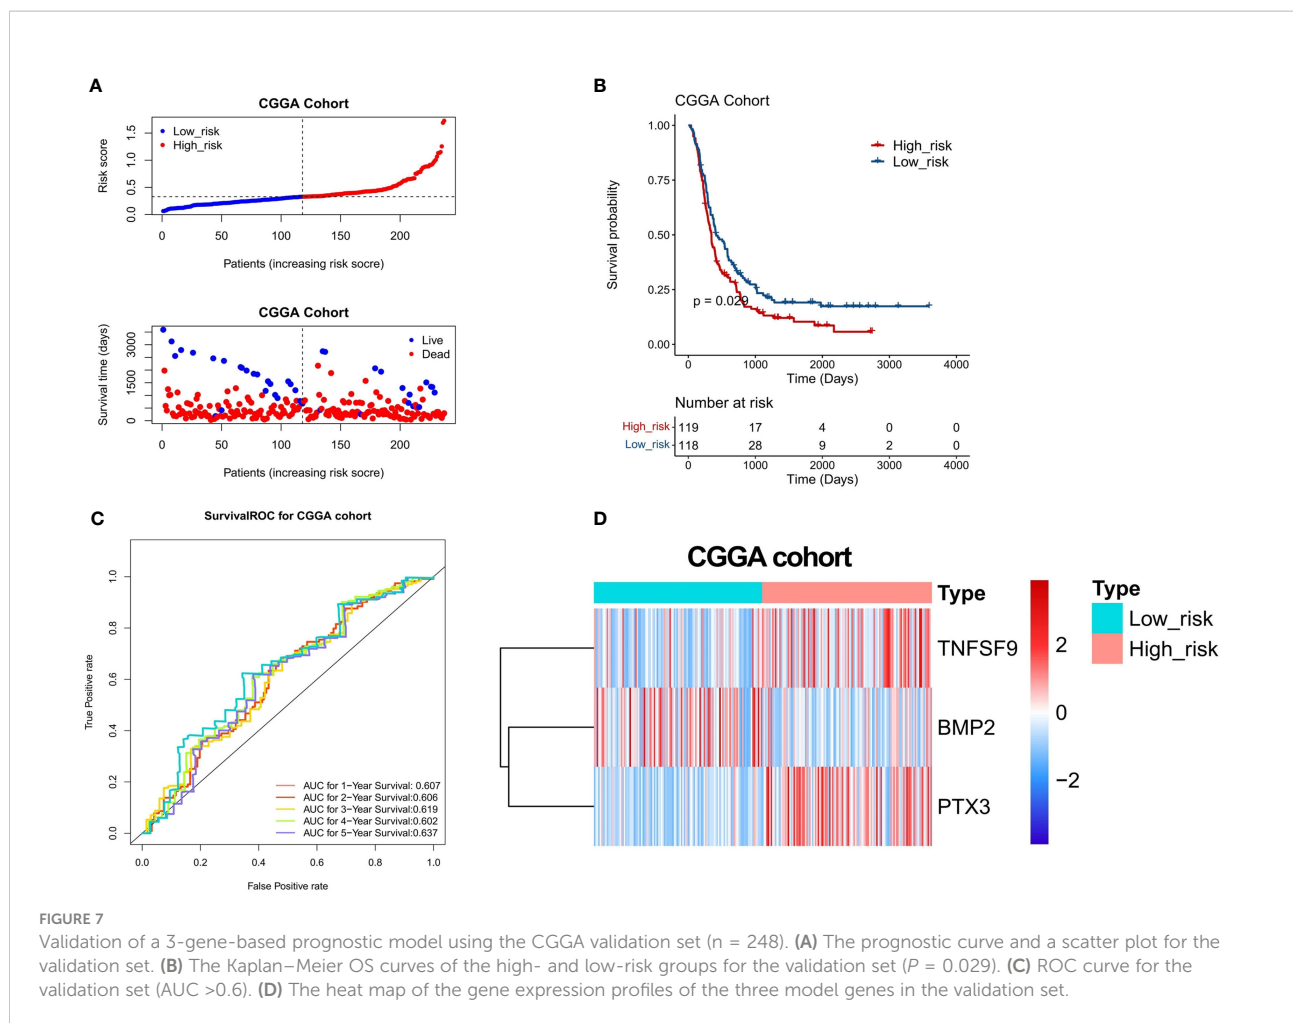 A
CGGA Cohort
Low_risk
High_risk
Risk score
0.0 0.5 1.0 1.5
0 50 100 150 200
Patients (increasing risk socre)
CGGA Cohort
Live
Dead
Survival time (days)
0 1500 3000
0 50 100 150 200
Patients (increasing risk socre)
B
CGGA Cohort
High_risk
Low_risk
Survival probability
1.00
0.75
0.50
0.25
0.00
p = 0.029
0 1000 2000 3000 4000
Time (Days)
Number at risk
High_risk 119 17 4 0 0
Low_risk 118 28 9 2 0
0 1000 2000 3000 4000
Time (Days)
C
SurvivalROC for CGGA cohort
True Positive rate
1.0
0.8
0.6
0.4
0.2
0.0
AUC for 1-Year Survival: 0.607
AUC for 2-Year Survival:0.606
AUC for 3-Year Survival:0.619
AUC for 4-Year Survival:0.602
AUC for 5-Year Survival:0.637
0.0 0.2 0.4 0.6 0.8 1.0
False Positive rate
D
CGGA cohort
Type
TNFSF9
BMP2
PTX3
2
0
−2
Type
Low_risk
High_risk
FIGURE 7
Validation of a 3-gene-based prognostic model using the CGGA validation set (n = 248). (A) The prognostic curve and a scatter plot for the
validation set. (B) The Kaplan–Meier OS curves of the high- and low-risk groups for the validation set (P = 0.029). (C) ROC curve for the
validation set (AUC >0.6). (D) The heat map of the gene expression profiles of the three model genes in the validation set.